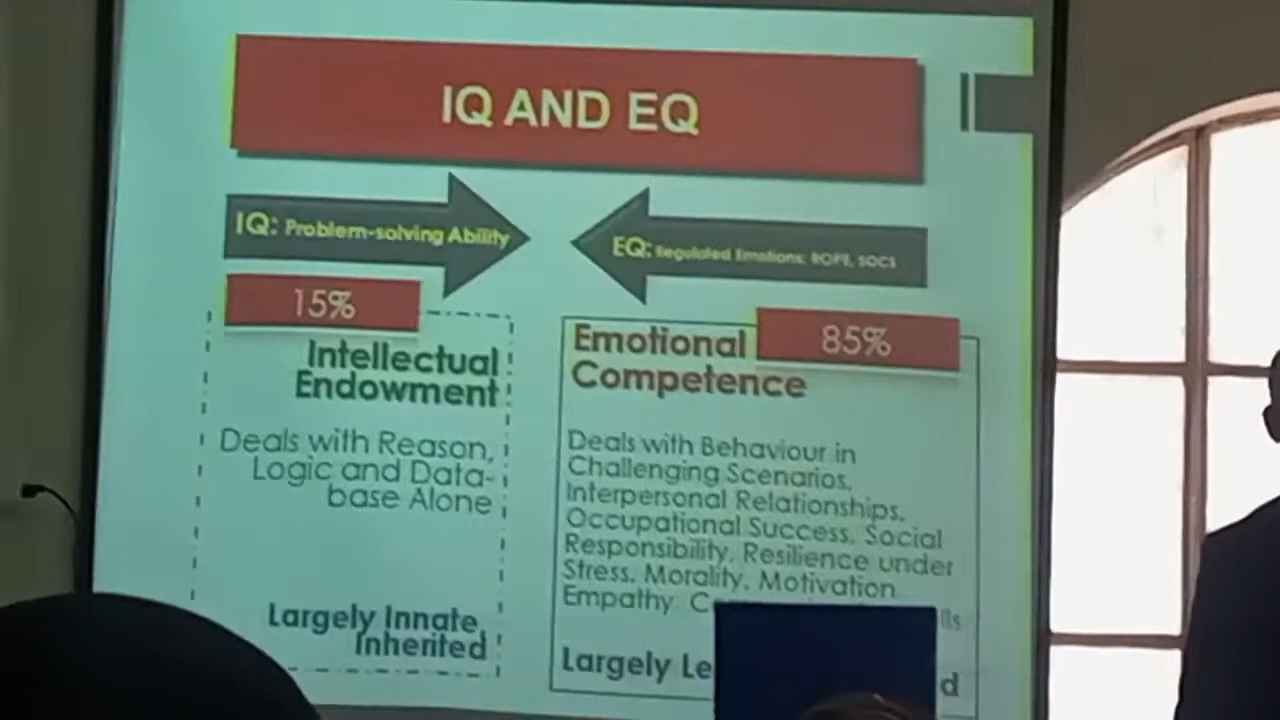 IQ AND EQ
IQ: Problem-solving Ability
EQ: Regulated Emotions: ROPE, SOCS
15%
Intellectual
Endowment
Deals with Reason,
Logic and Data-
base Alone
Largely Innate,
Inherited
85%
Emotional
Competence
Deals with Behaviour in
Challenging Scenarios,
Interpersonal Relationships,
Occupational Success, Social
Responsibility, Resilience under
Stress, Morality, Motivation
Empathy
Largely